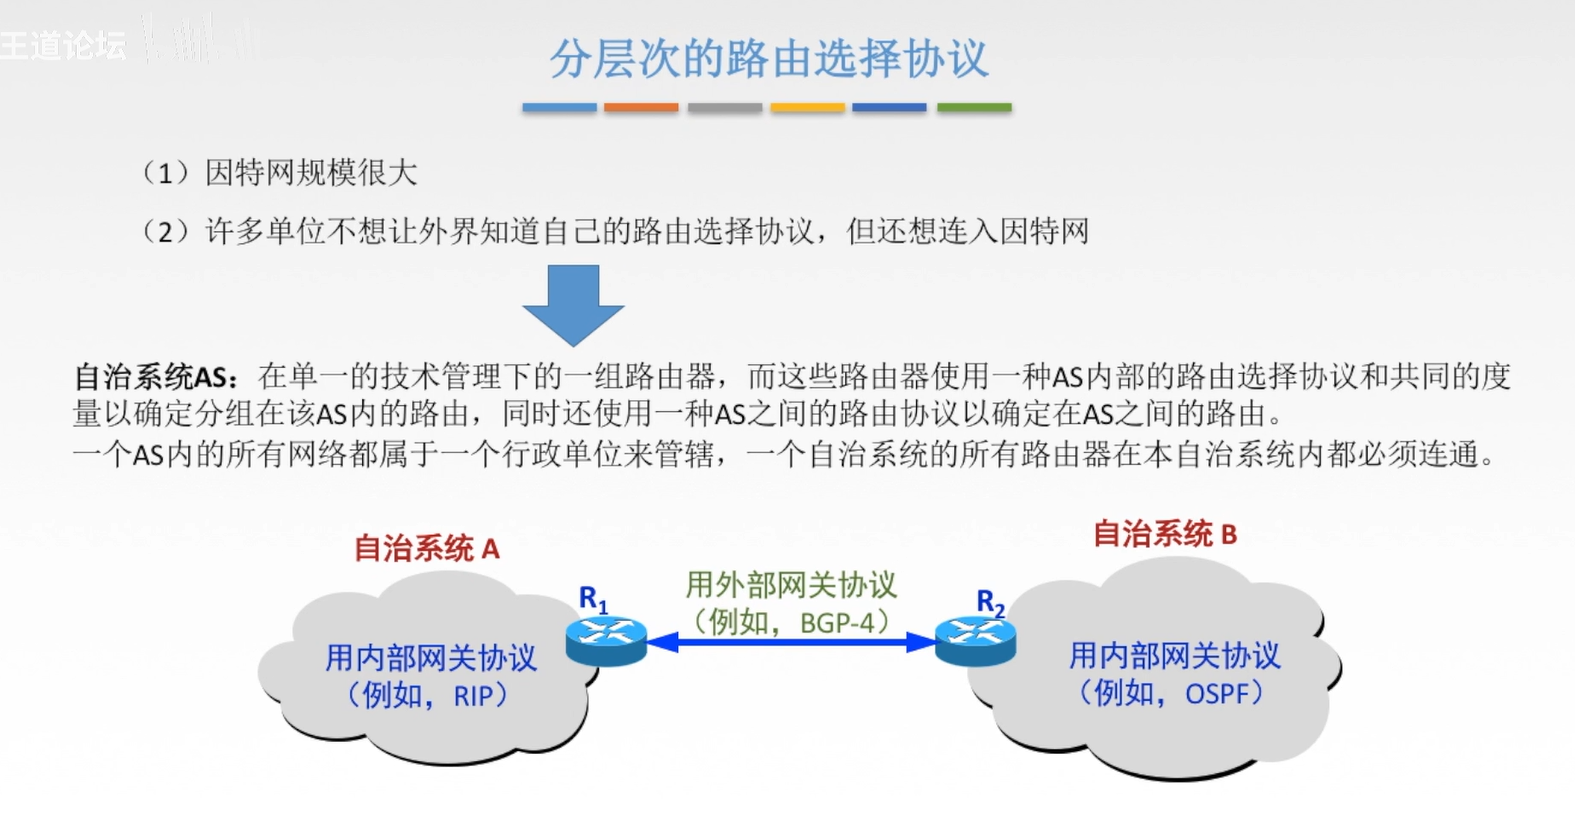 王道论坛
分层次的路由选择协议
（1）因特网规模很大
（2）许多单位不想让外界知道自己的路由选择协议，但还想连入因特网
自治系统AS：在单一的技术管理下的一组路由器，而这些路由器使用一种AS内部的路由选择协议和共同的度
量以确定分组在该AS内的路由，同时还使用一种AS之间的路由协议以确定在AS之间的路由。
一个AS内的所有网络都属于一个行政单位来管辖，一个自治系统的所有路由器在本自治系统内都必须连通。
自治系统 A
自治系统 B
R1
用外部网关协议
（例如，BGP-4）
R2
用内部网关协议
（例如，RIP）
用内部网关协议
（例如，OSPF）